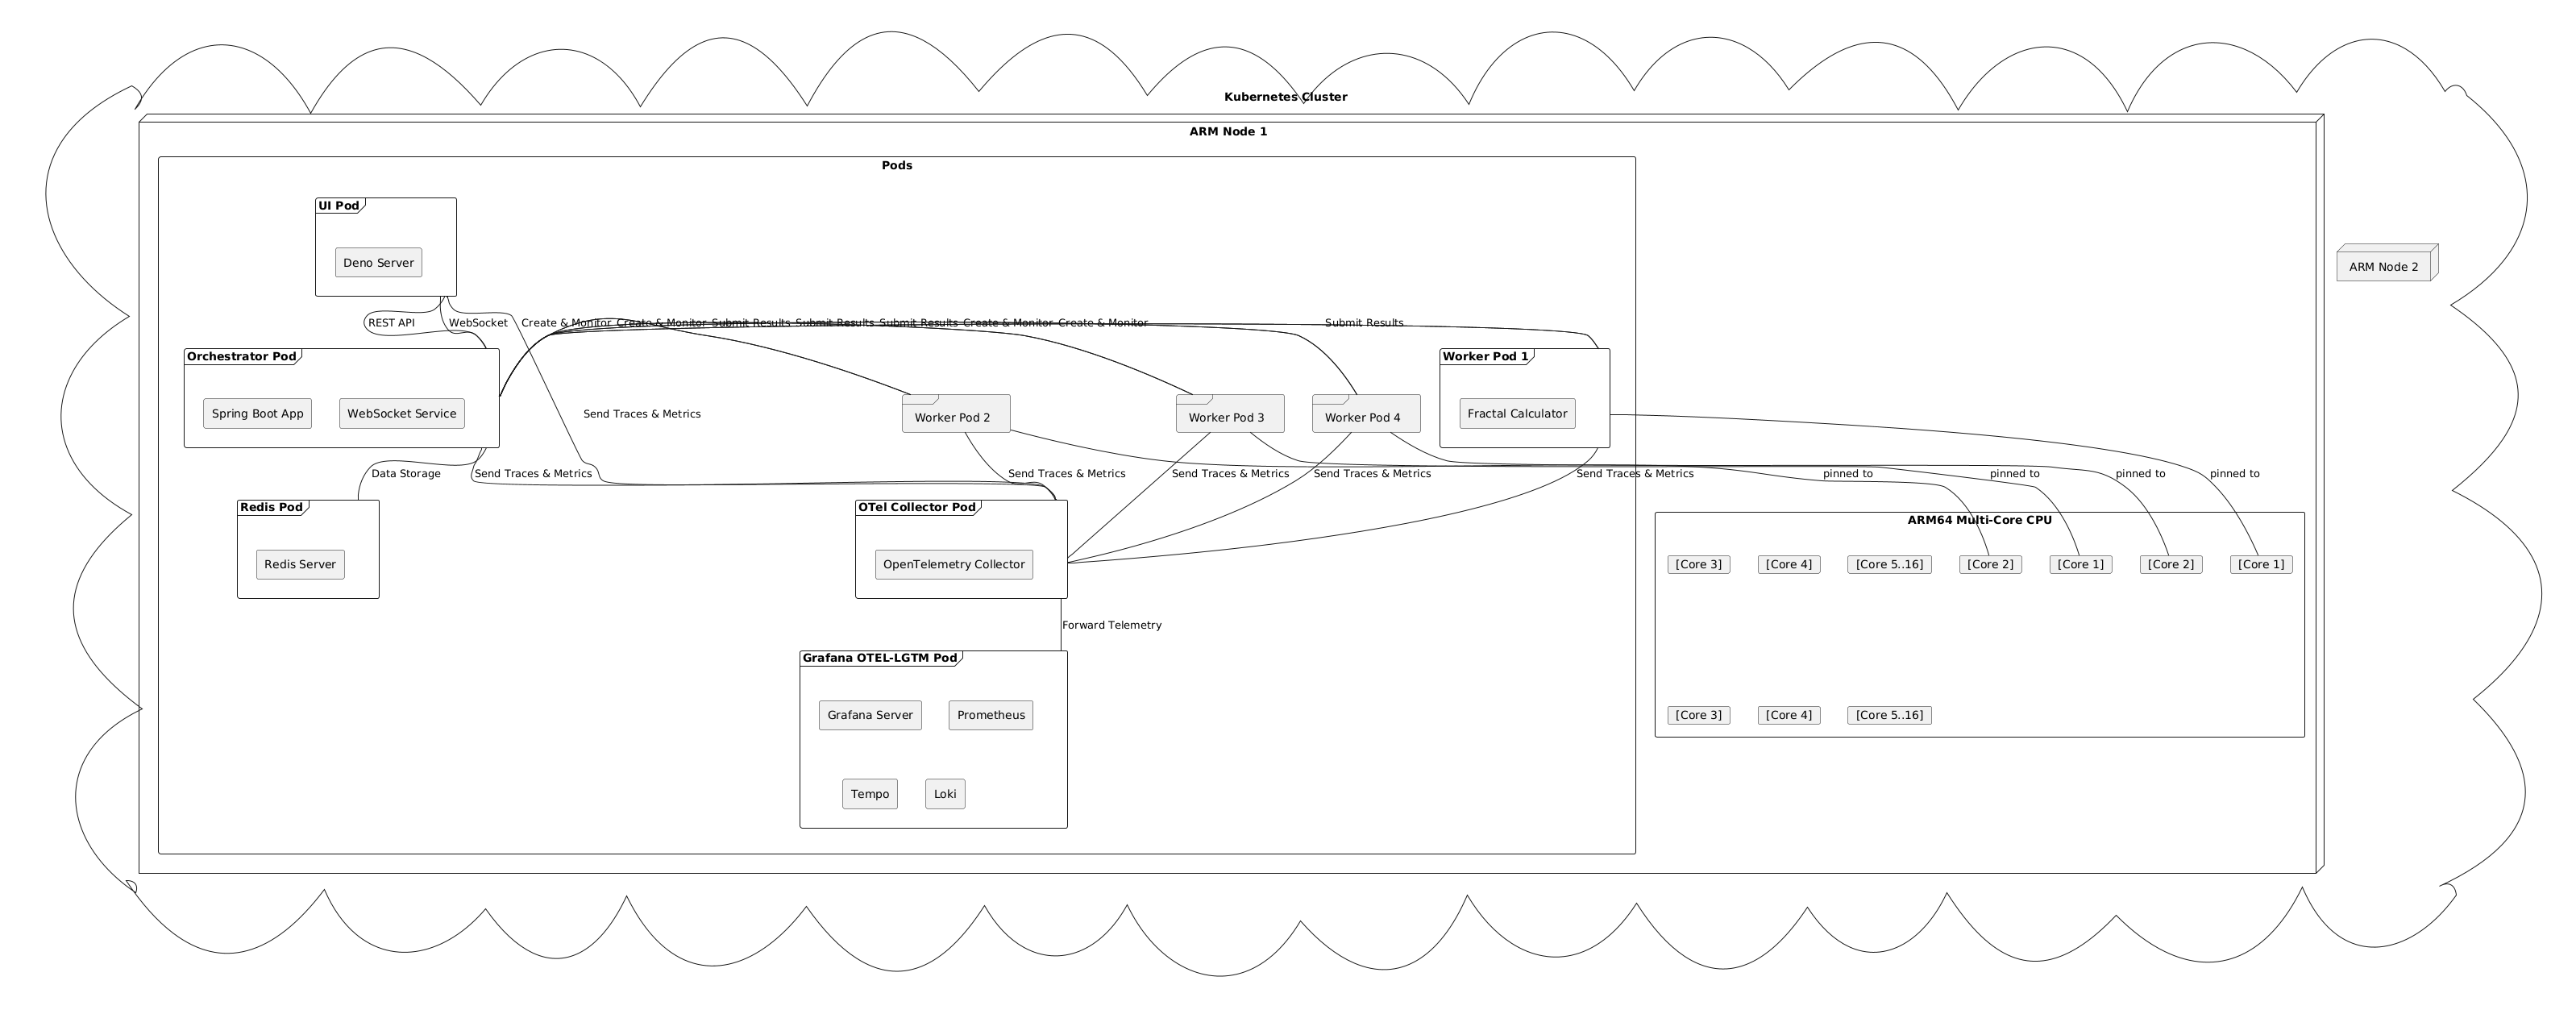 Kubernetes Cluster
ARM Node 1
Pods
UI Pod
Deno Server
ARM Node 2
REST API
WebSocket
Create & Monitor
Create & Monitor
Submit Results
Submit Results
Submit Results
Create & Monitor
Create & Monitor
Submit Results
Orchestrator Pod
Spring Boot App
WebSocket Service
Send Traces & Metrics
Worker Pod 2
Worker Pod 3
Worker Pod 4
Worker Pod 1
Fractal Calculator
Data Storage
Send Traces & Metrics
Send Traces & Metrics
Send Traces & Metrics
Send Traces & Metrics
Send Traces & Metrics
pinned to
pinned to
pinned to
pinned to
Redis Pod
Redis Server
OTel Collector Pod
OpenTelemetry Collector
ARM64 Multi-Core CPU
[Core 3]
[Core 4]
[Core 5..16]
[Core 2]
[Core 1]
[Core 2]
[Core 1]
Forward Telemetry
Grafana OTEL-LGTM Pod
Grafana Server
Prometheus
Tempo
Loki
[Core 3]
[Core 4]
[Core 5..16]